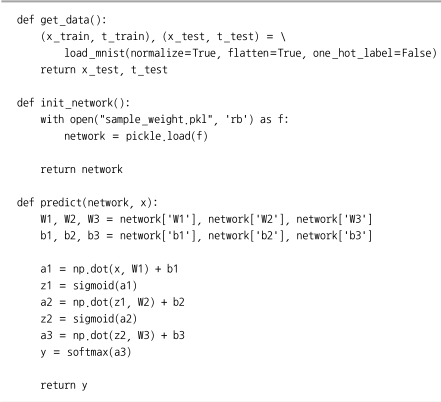 def get_data():
    (x_train, t_train), (x_test, t_test) = \
        load_mnist(normalize=True, flatten=True, one_hot_label=False)
    return x_test, t_test

def init_network():
    with open("sample_weight.pkl", 'rb') as f:
        network = pickle.load(f)

    return network

def predict(network, x):
    W1, W2, W3 = network['W1'], network['W2'], network['W3']
    b1, b2, b3 = network['b1'], network['b2'], network['b3']

    a1 = np.dot(x, W1) + b1
    z1 = sigmoid(a1)
    a2 = np.dot(z1, W2) + b2
    z2 = sigmoid(a2)
    a3 = np.dot(z2, W3) + b3
    y = softmax(a3)

    return y